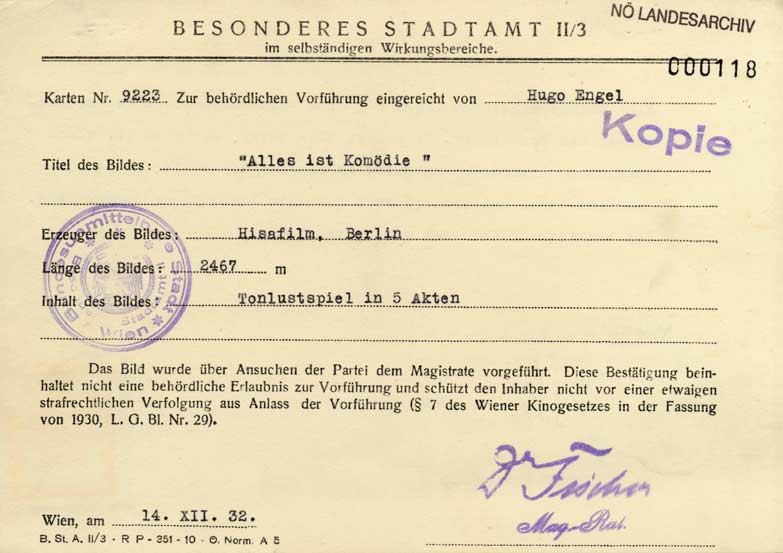 BESONDERES STADTAMT II/3
NÖ LANDESARCHIV
im selbständigen Wirkungsbereiche.
000118
Karten Nr. 9223 Zur behördlichen Vorführung eingereicht von Hugo Engel
Kopie
Titel des Bildes: "Alles ist Komödie "
Erzeuger des Bildes: Hisafilm, Berlin
Länge des Bildes: 2467 m
Inhalt des Bildes: Tonlustspiel in 5 Akten
Bundesunmittelbare Stadt Wien
Das Bild wurde über Ansuchen der Partei dem Magistrate vorgeführt. Diese Bestätigung bein-
haltet nicht eine behördliche Erlaubnis zur Vorführung und schützt den Inhaber nicht vor einer etwaigen
strafrechtlichen Verfolgung aus Anlass der Vorführung (§ 7 des Wiener Kinogesetzes in der Fassung
von 1930, L. G. Bl. Nr. 29).
Dr Fischer
Mag.-Rat.
Wien, am 14. XII. 32.
B. St. A. II/3 - R P - 351 - 10 - Ö. Norm. A 5